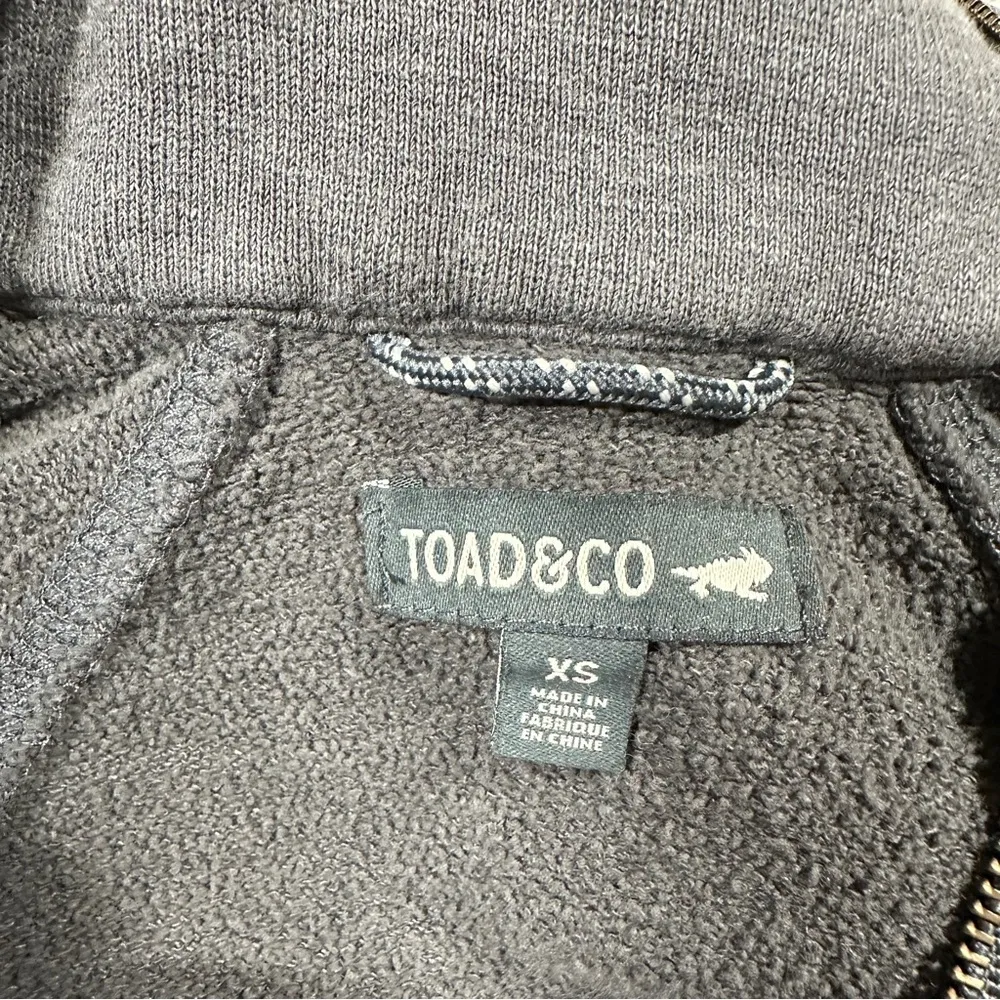 TOAD&CO
XS
MADE IN
CHINA
FABRIQUE
EN CHINE